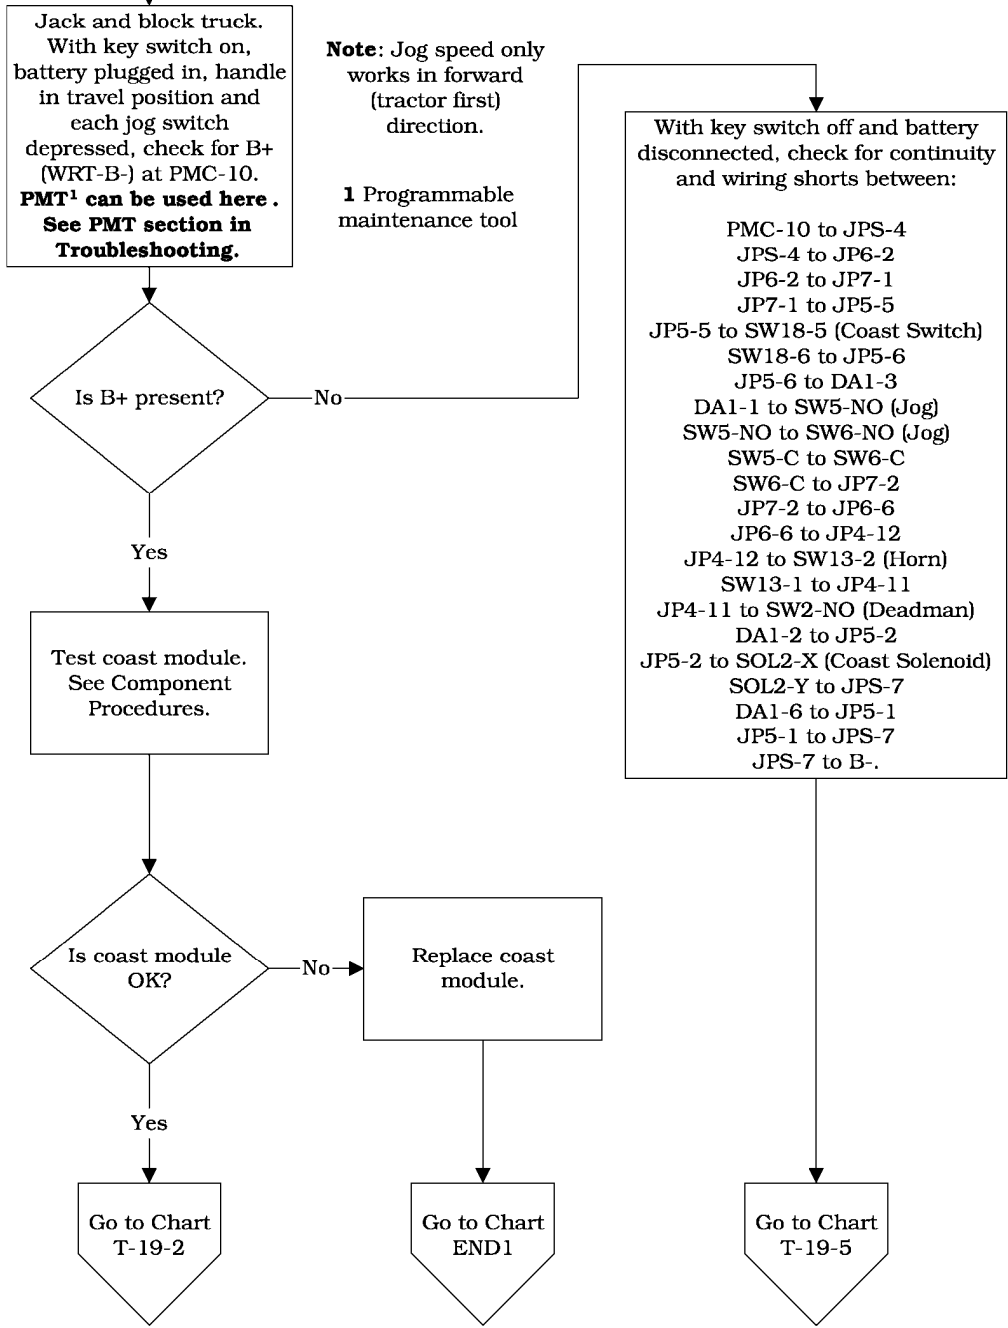 Jack and block truck.
With key switch on,
battery plugged in, handle
in travel position and
each jog switch
depressed, check for B+
(WRT-B-) at PMC-10.
PMT¹ can be used here .
See PMT section in
Troubleshooting.
Note: Jog speed only
works in forward
(tractor first)
direction.
1 Programmable
maintenance tool
Is B+ present?
No
Yes
With key switch off and battery
disconnected, check for continuity
and wiring shorts between:
PMC-10 to JPS-4
JPS-4 to JP6-2
JP6-2 to JP7-1
JP7-1 to JP5-5
JP5-5 to SW18-5 (Coast Switch)
SW18-6 to JP5-6
JP5-6 to DA1-3
DA1-1 to SW5-NO (Jog)
SW5-NO to SW6-NO (Jog)
SW5-C to SW6-C
SW6-C to JP7-2
JP7-2 to JP6-6
JP6-6 to JP4-12
JP4-12 to SW13-2 (Horn)
SW13-1 to JP4-11
JP4-11 to SW2-NO (Deadman)
DA1-2 to JP5-2
JP5-2 to SOL2-X (Coast Solenoid)
SOL2-Y to JPS-7
DA1-6 to JP5-1
JP5-1 to JPS-7
JPS-7 to B-.
Test coast module.
See Component
Procedures.
Is coast module
OK?
No
Replace coast
module.
Yes
Go to Chart
T-19-2
Go to Chart
END1
Go to Chart
T-19-5